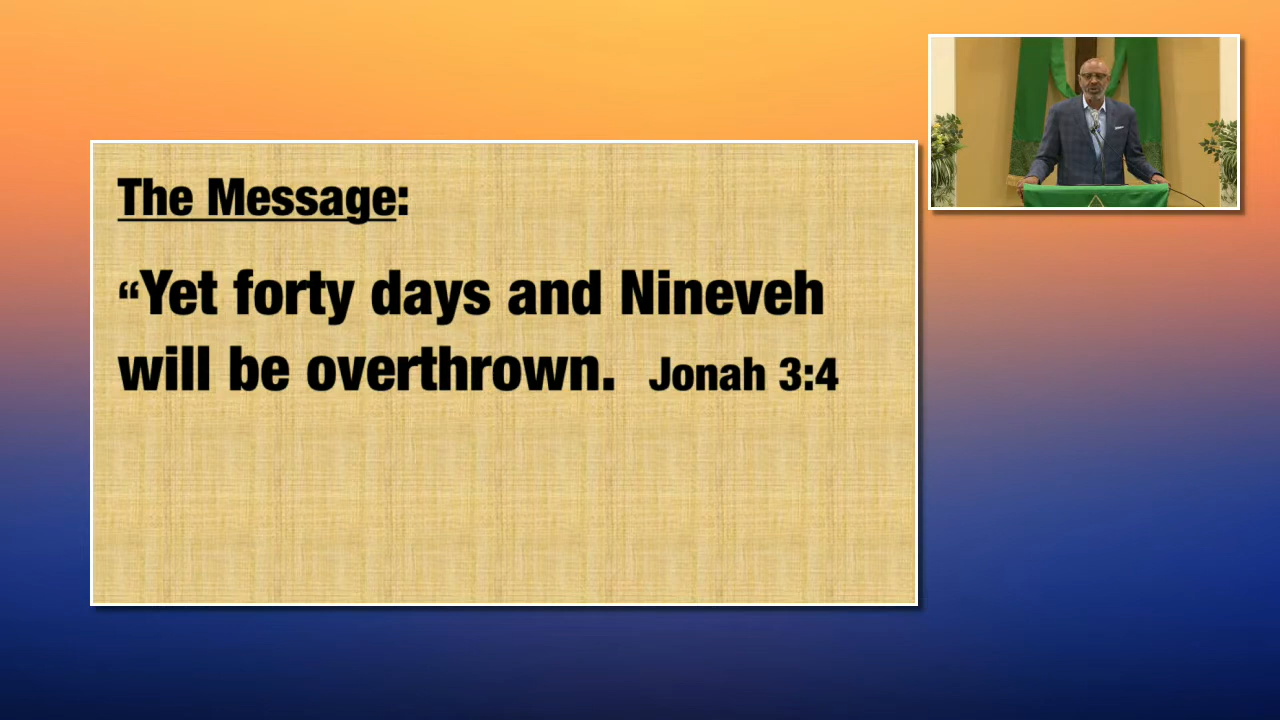 The Message:
“Yet forty days and Nineveh
will be overthrown. Jonah 3:4